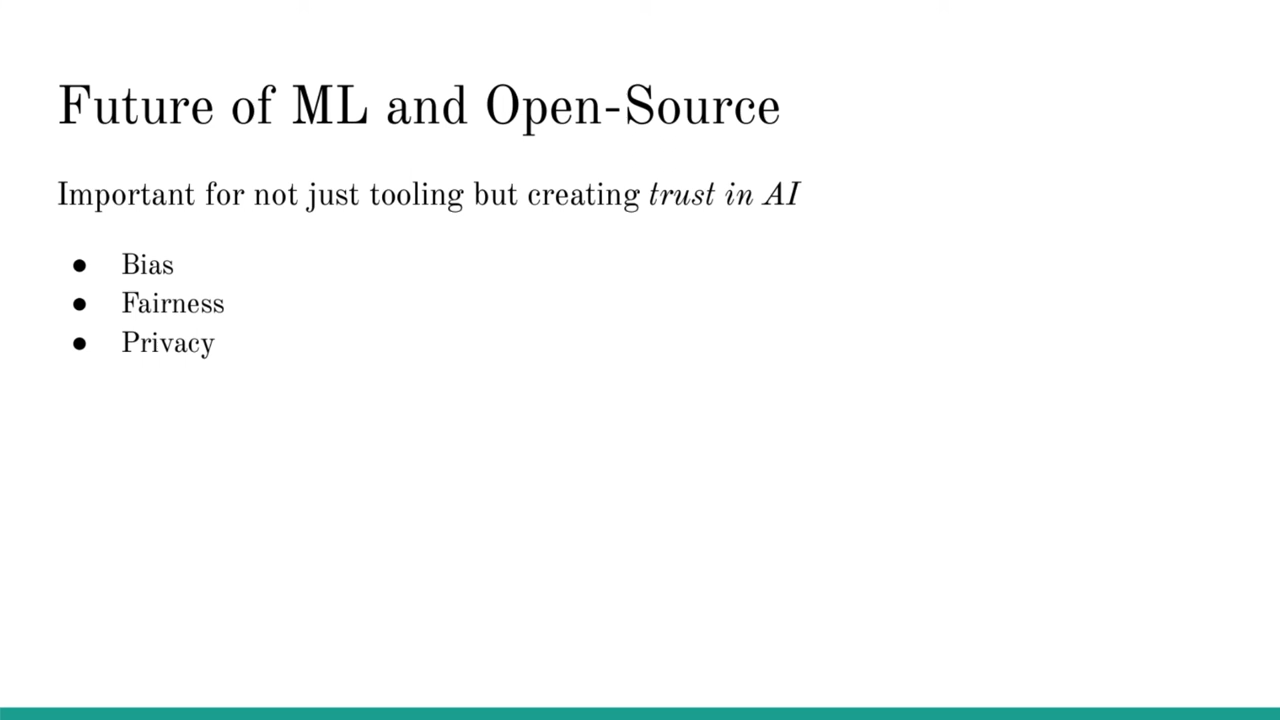 Future of ML and Open-Source
Important for not just tooling but creating trust in AI
● Bias
● Fairness
● Privacy